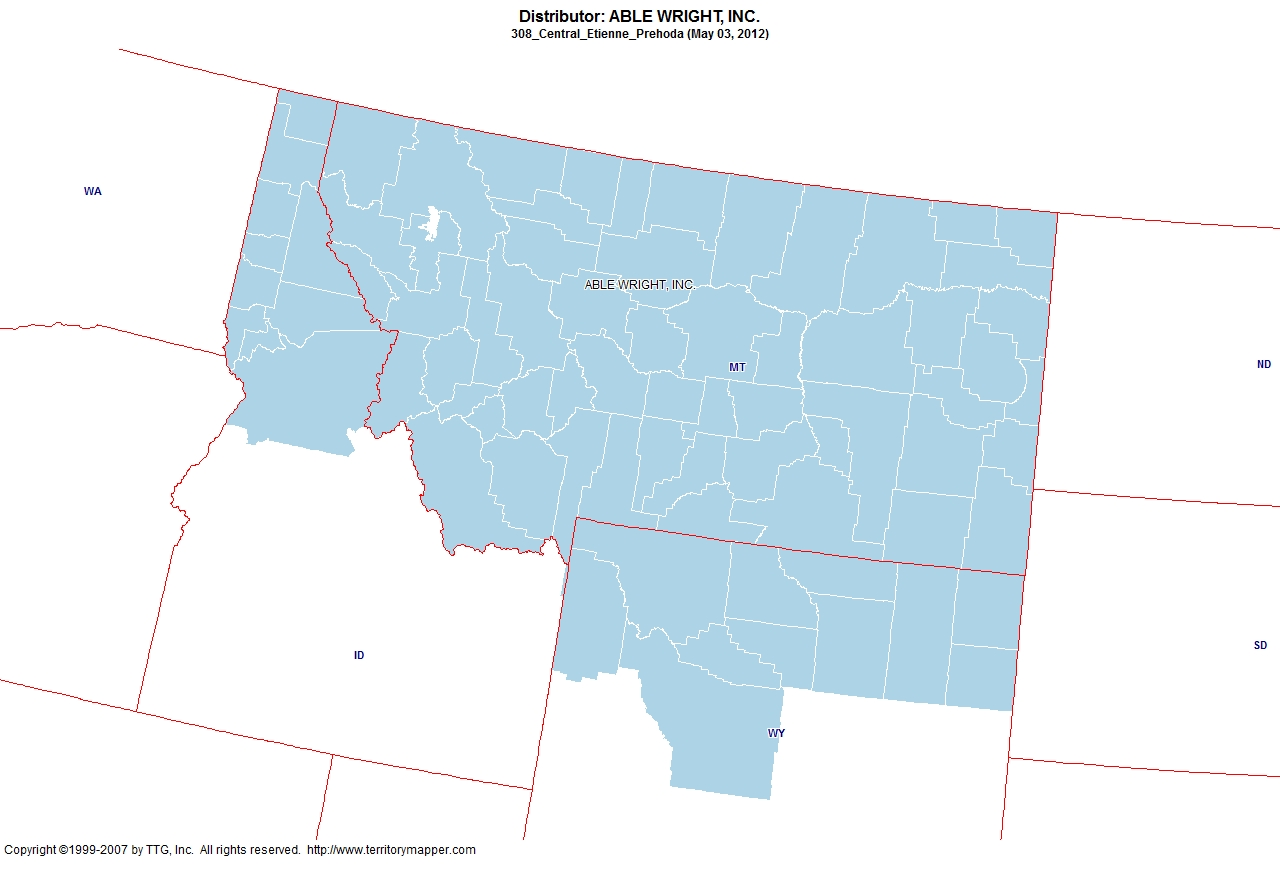 Distributor: ABLE WRIGHT, INC.
308_Central_Etienne_Prehoda (May 03, 2012)
WA
ABLE WRIGHT, INC.
MT
ND
ID
SD
WY
Copyright ©1999-2007 by TTG, Inc.  All rights reserved.  http://www.territorymapper.com